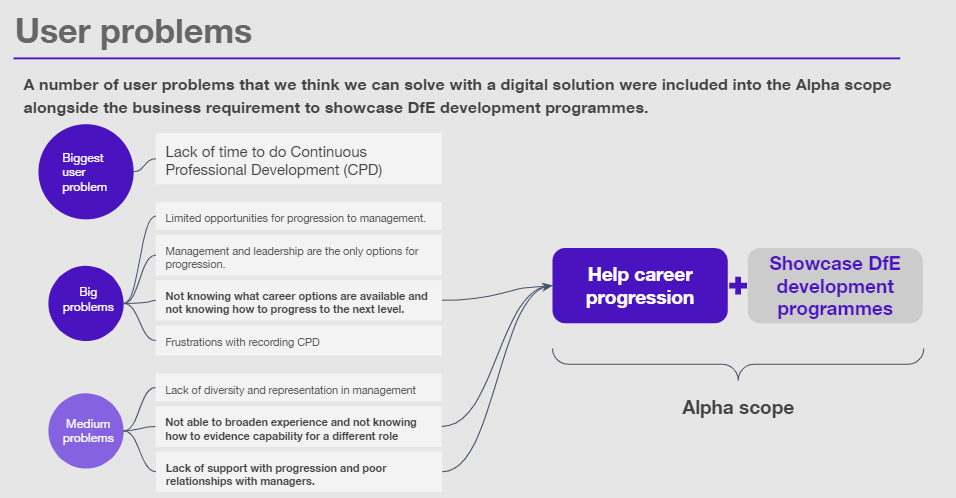 User problems
A number of user problems that we think we can solve with a digital solution were included into the Alpha scope
alongside the business requirement to showcase DfE development programmes.
Biggest
user
problem
Lack of time to do Continuous
Professional Development (CPD)
Big
problems
Limited opportunities for progression to management.
Management and leadership are the only options for
progression.
Not knowing what career options are available and
not knowing how to progress to the next level.
Frustrations with recording CPD
Medium
problems
Lack of diversity and representation in management
Not able to broaden experience and not knowing
how to evidence capability for a different role
Lack of support with progression and poor
relationships with managers.
Help career
progression
+
Showcase DfE
development
programmes
Alpha scope